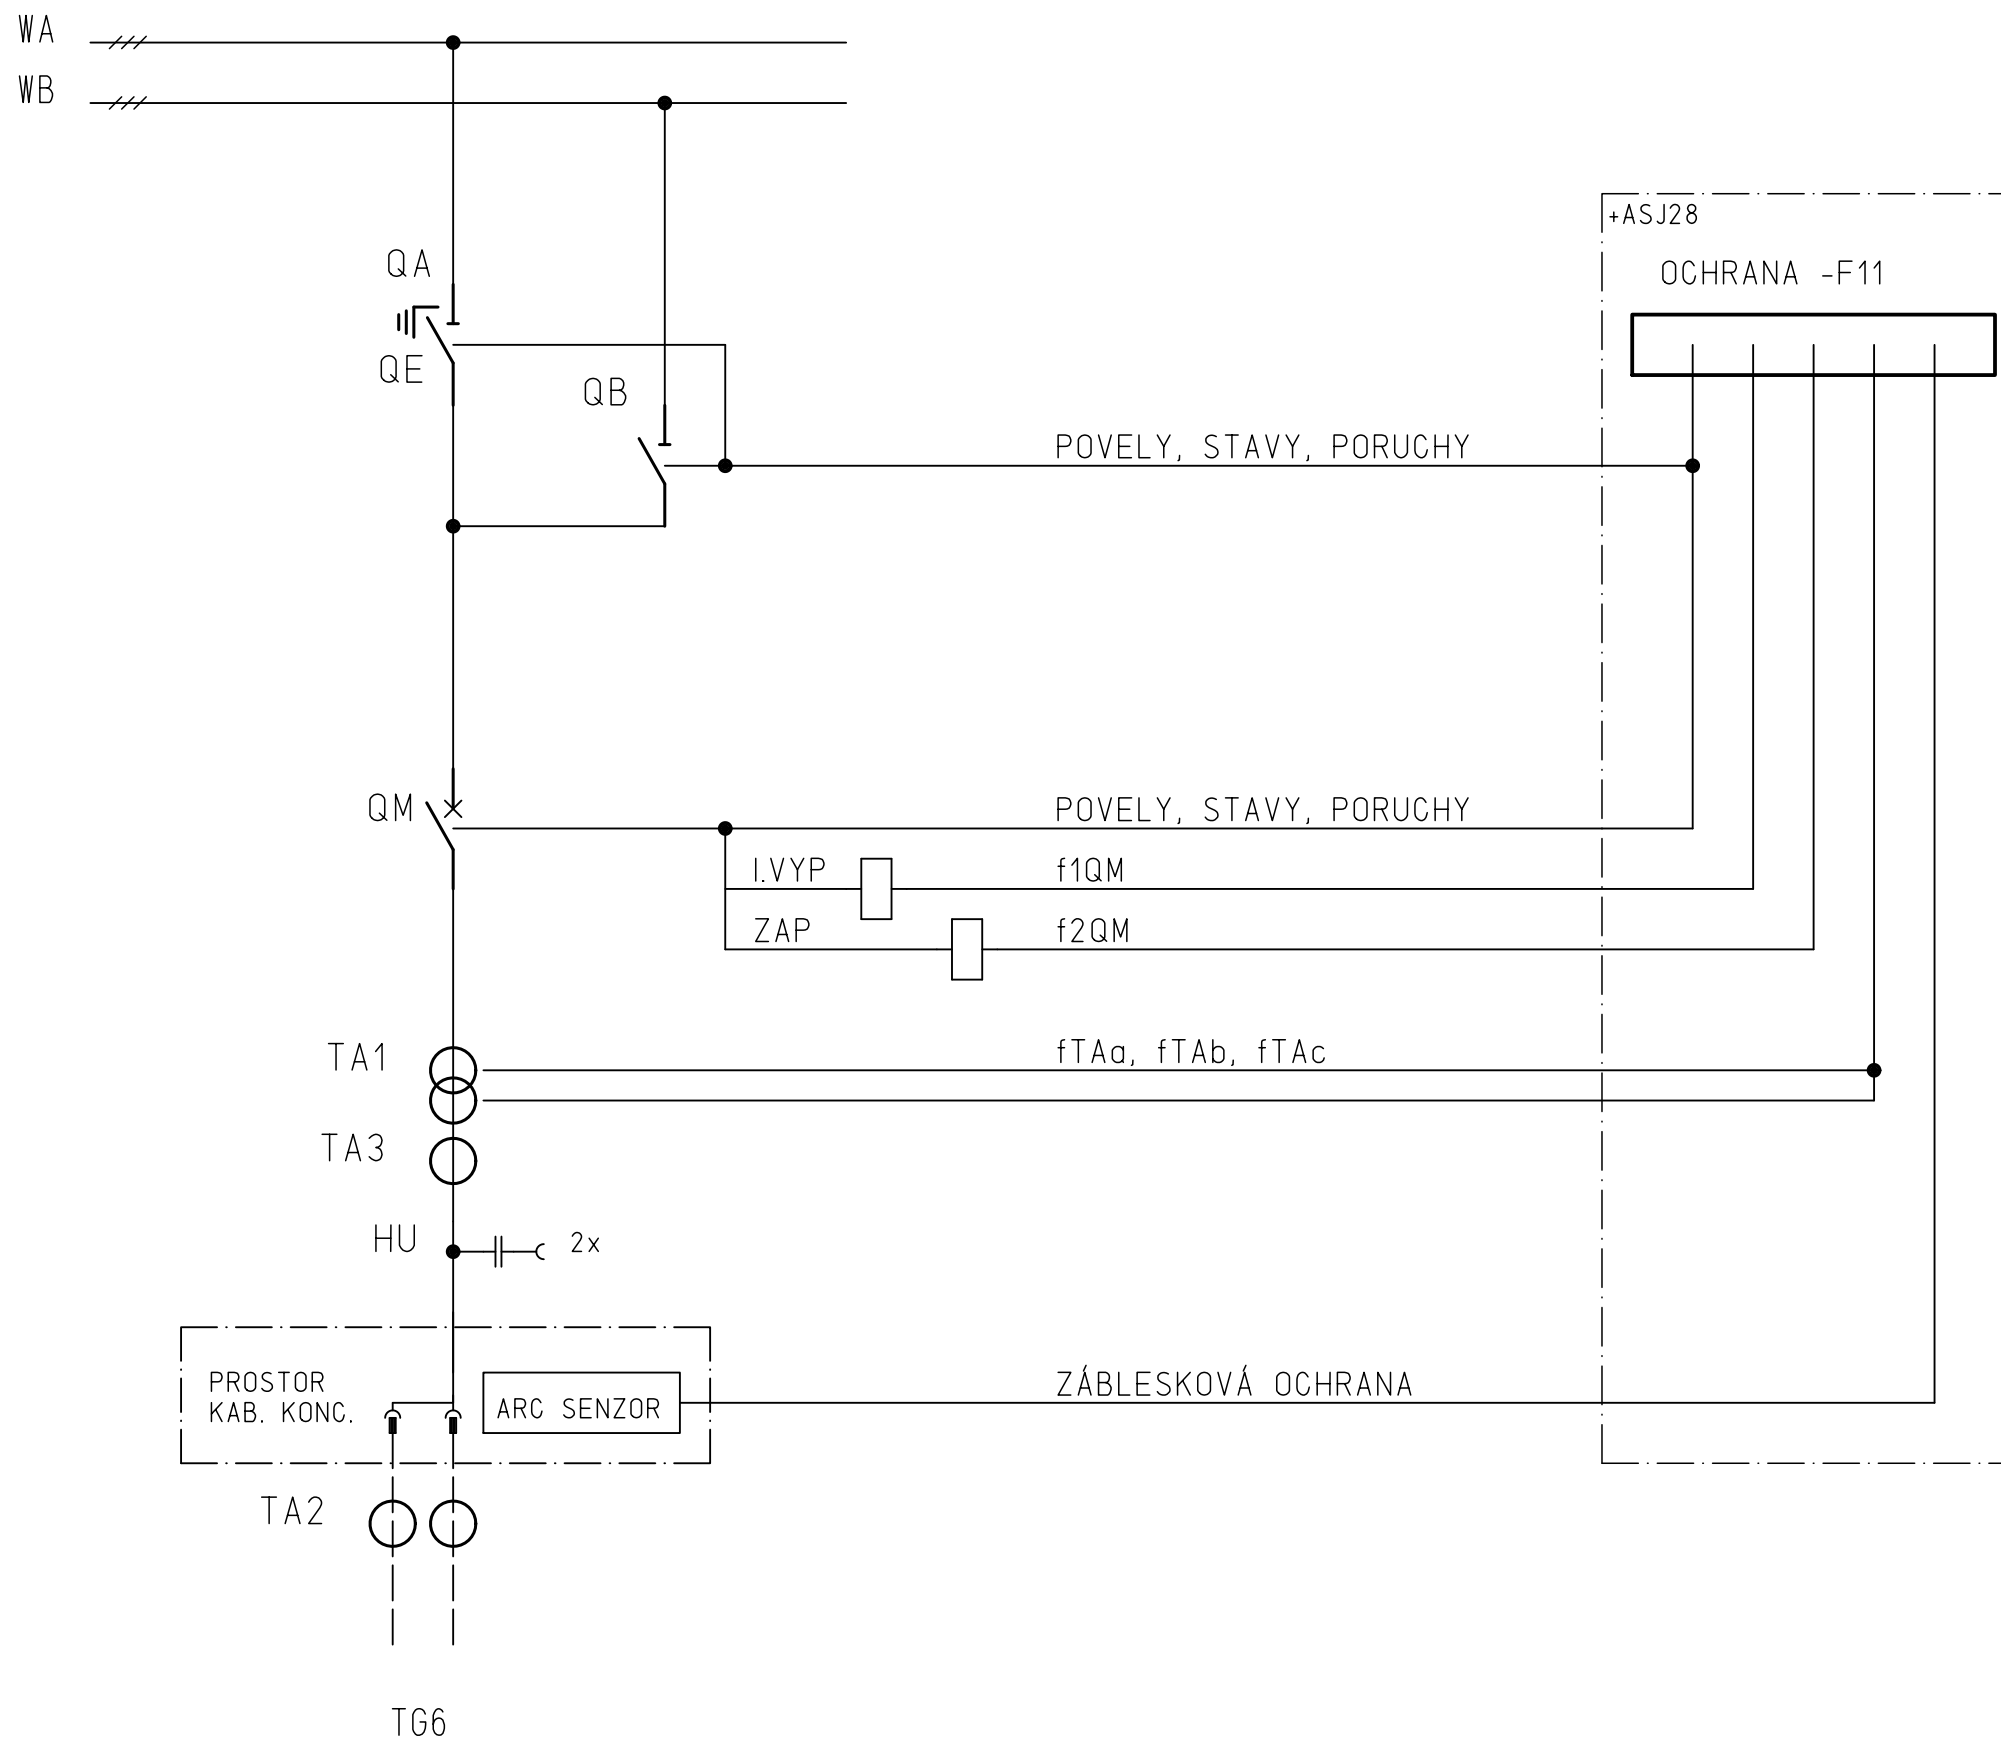 WA
WB
+ASJ28
QA
OCHRANA -F11
QE
QB
POVELY, STAVY, PORUCHY
QM
POVELY, STAVY, PORUCHY
I.VYP
f1QM
ZAP
f2QM
TA1
fTAa, fTAb, fTAc
TA3
HU
2x
PROSTOR
KAB. KONC.
ARC SENZOR
ZÁBLESKOVÁ OCHRANA
TA2
TG6